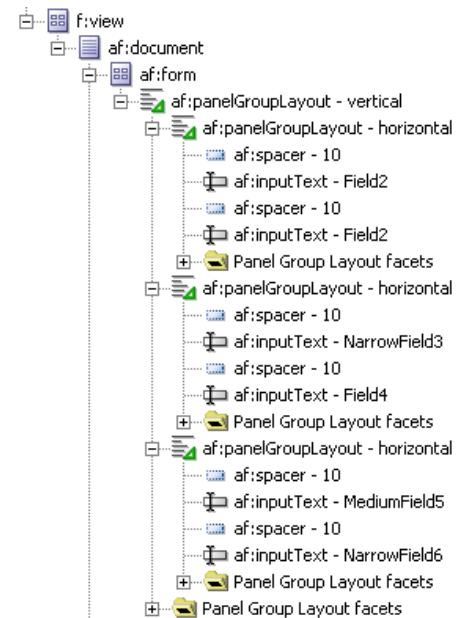 f:view
af:document
af:form
af:panelGroupLayout - vertical
af:panelGroupLayout - horizontal
af:spacer - 10
af:inputText - Field2
af:spacer - 10
af:inputText - Field2
Panel Group Layout facets
af:panelGroupLayout - horizontal
af:spacer - 10
af:inputText - NarrowField3
af:spacer - 10
af:inputText - Field4
Panel Group Layout facets
af:panelGroupLayout - horizontal
af:spacer - 10
af:inputText - MediumField5
af:spacer - 10
af:inputText - NarrowField6
Panel Group Layout facets
Panel Group Layout facets